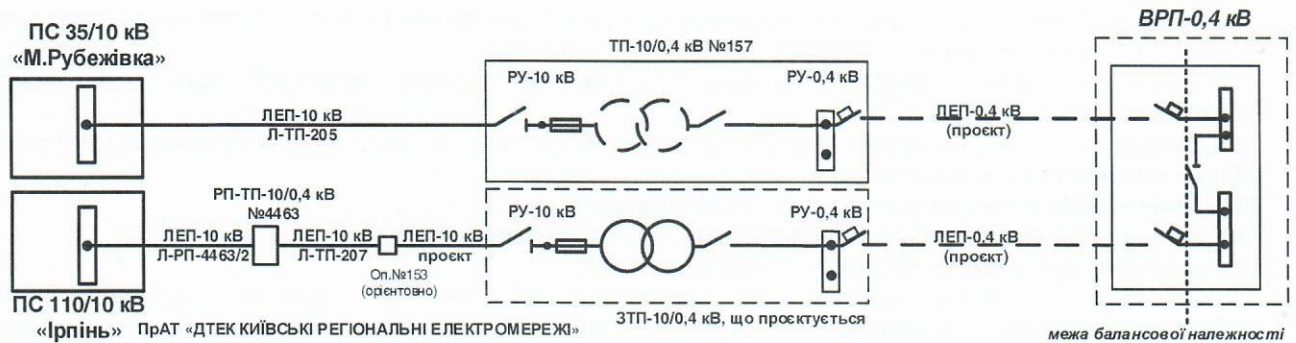 ПС 35/10 кВ
«М.Рубежівка»
ТП-10/0,4 кВ №157
ВРП-0,4 кВ
РУ-10 кВ
РУ-0,4 кВ
ЛЕП-10 кВ
Л-ТП-205
ЛЕП-0.4 кВ
(проєкт)
РП-ТП-10/0,4 кВ
№4463
ЛЕП-10 кВ
Л-РП-4463/2
ЛЕП-10 кВ
Л-ТП-207
ЛЕП-10 кВ
проєкт
Оп.№153
(орієнтовно)
РУ-10 кВ
РУ-0,4 кВ
ЛЕП-0.4 кВ
(проєкт)
ПС 110/10 кВ
«Ірпінь»
ПрАТ «ДТЕК КИЇВСЬКІ РЕГІОНАЛЬНІ ЕЛЕКТРОМЕРЕЖІ»
ЗТП-10/0,4 кВ, що проєктується
межа балансової належності